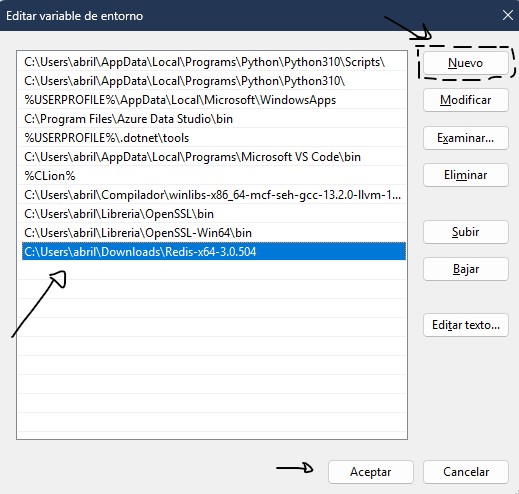 Editar variable de entorno
C:\Users\abril\AppData\Local\Programs\Python\Python310\Scripts\
C:\Users\abril\AppData\Local\Programs\Python\Python310\
%USERPROFILE%\AppData\Local\Microsoft\WindowsApps
C:\Program Files\Azure Data Studio\bin
%USERPROFILE%\.dotnet\tools
C:\Users\abril\AppData\Local\Programs\Microsoft VS Code\bin
%CLion%
C:\Users\abril\Compilador\winlibs-x86_64-mcf-seh-gcc-13.2.0-llvm-1...
C:\Users\abril\Libreria\OpenSSL\bin
C:\Users\abril\Libreria\OpenSSL-Win64\bin
C:\Users\abril\Downloads\Redis-x64-3.0.504
Nuevo
Modificar
Examinar...
Eliminar
Subir
Bajar
Editar texto...
Aceptar
Cancelar